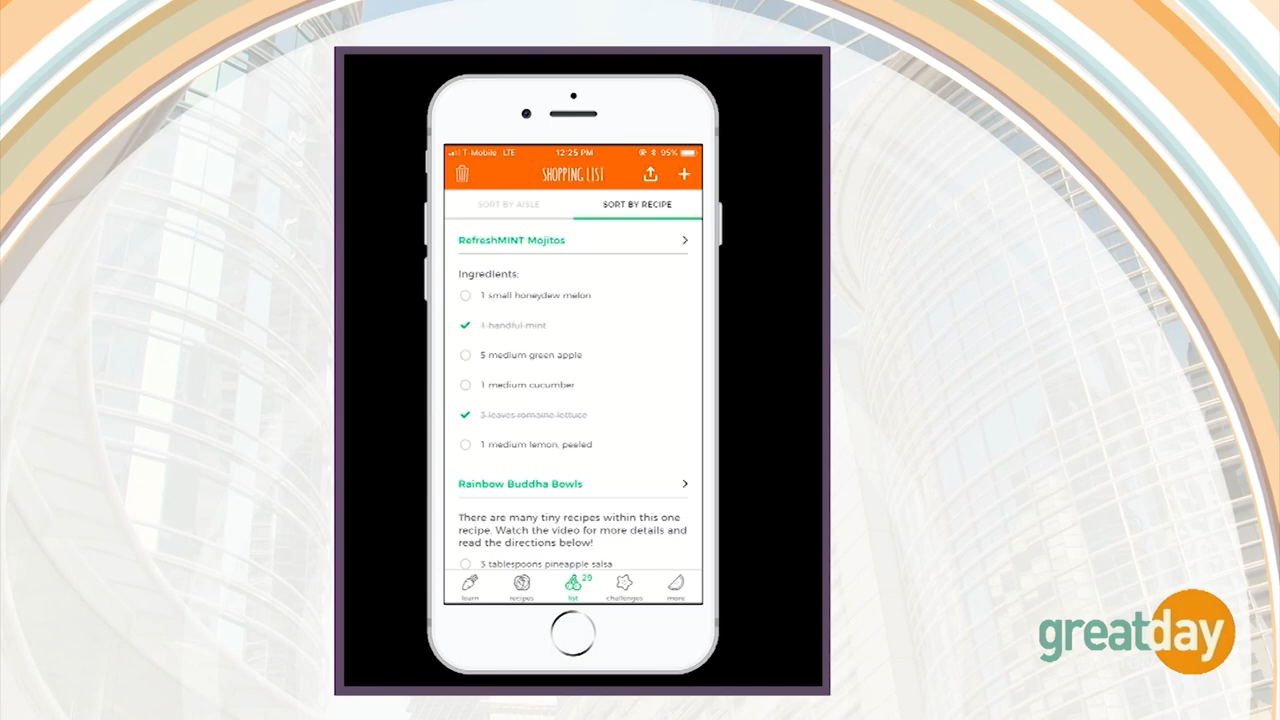 T-Mobile LTE 12:25 PM 95%
SHOPPING LIST
SORT BY AISLE SORT BY RECIPE
RefreshMINT Mojitos
Ingredients:
1 small honeydew melon
1 handful mint
5 medium green apple
1 medium cucumber
3 leaves romaine lettuce
1 medium lemon, peeled
Rainbow Buddha Bowls
There are many tiny recipes within this one
recipe. Watch the video for more details and
read the directions below!
3 tablespoons pineapple salsa
29
learn recipes list challenges more
greatday